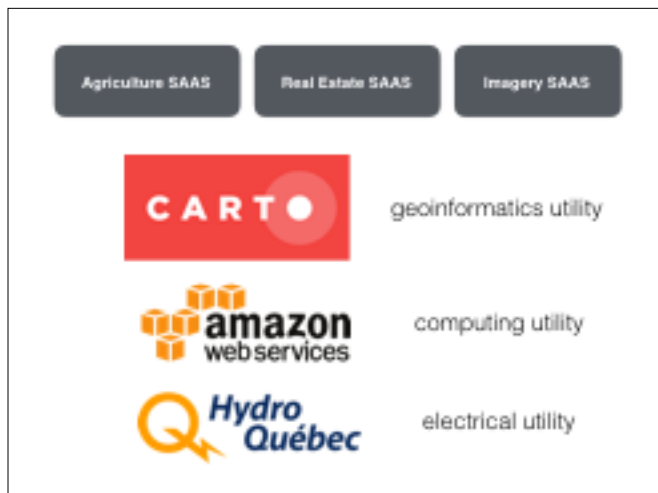 Agriculture SAAS
Real Estate SAAS
Imagery SAAS
CARTO
geoinformatics utility
amazon
web services
computing utility
Hydro
Québec
electrical utility